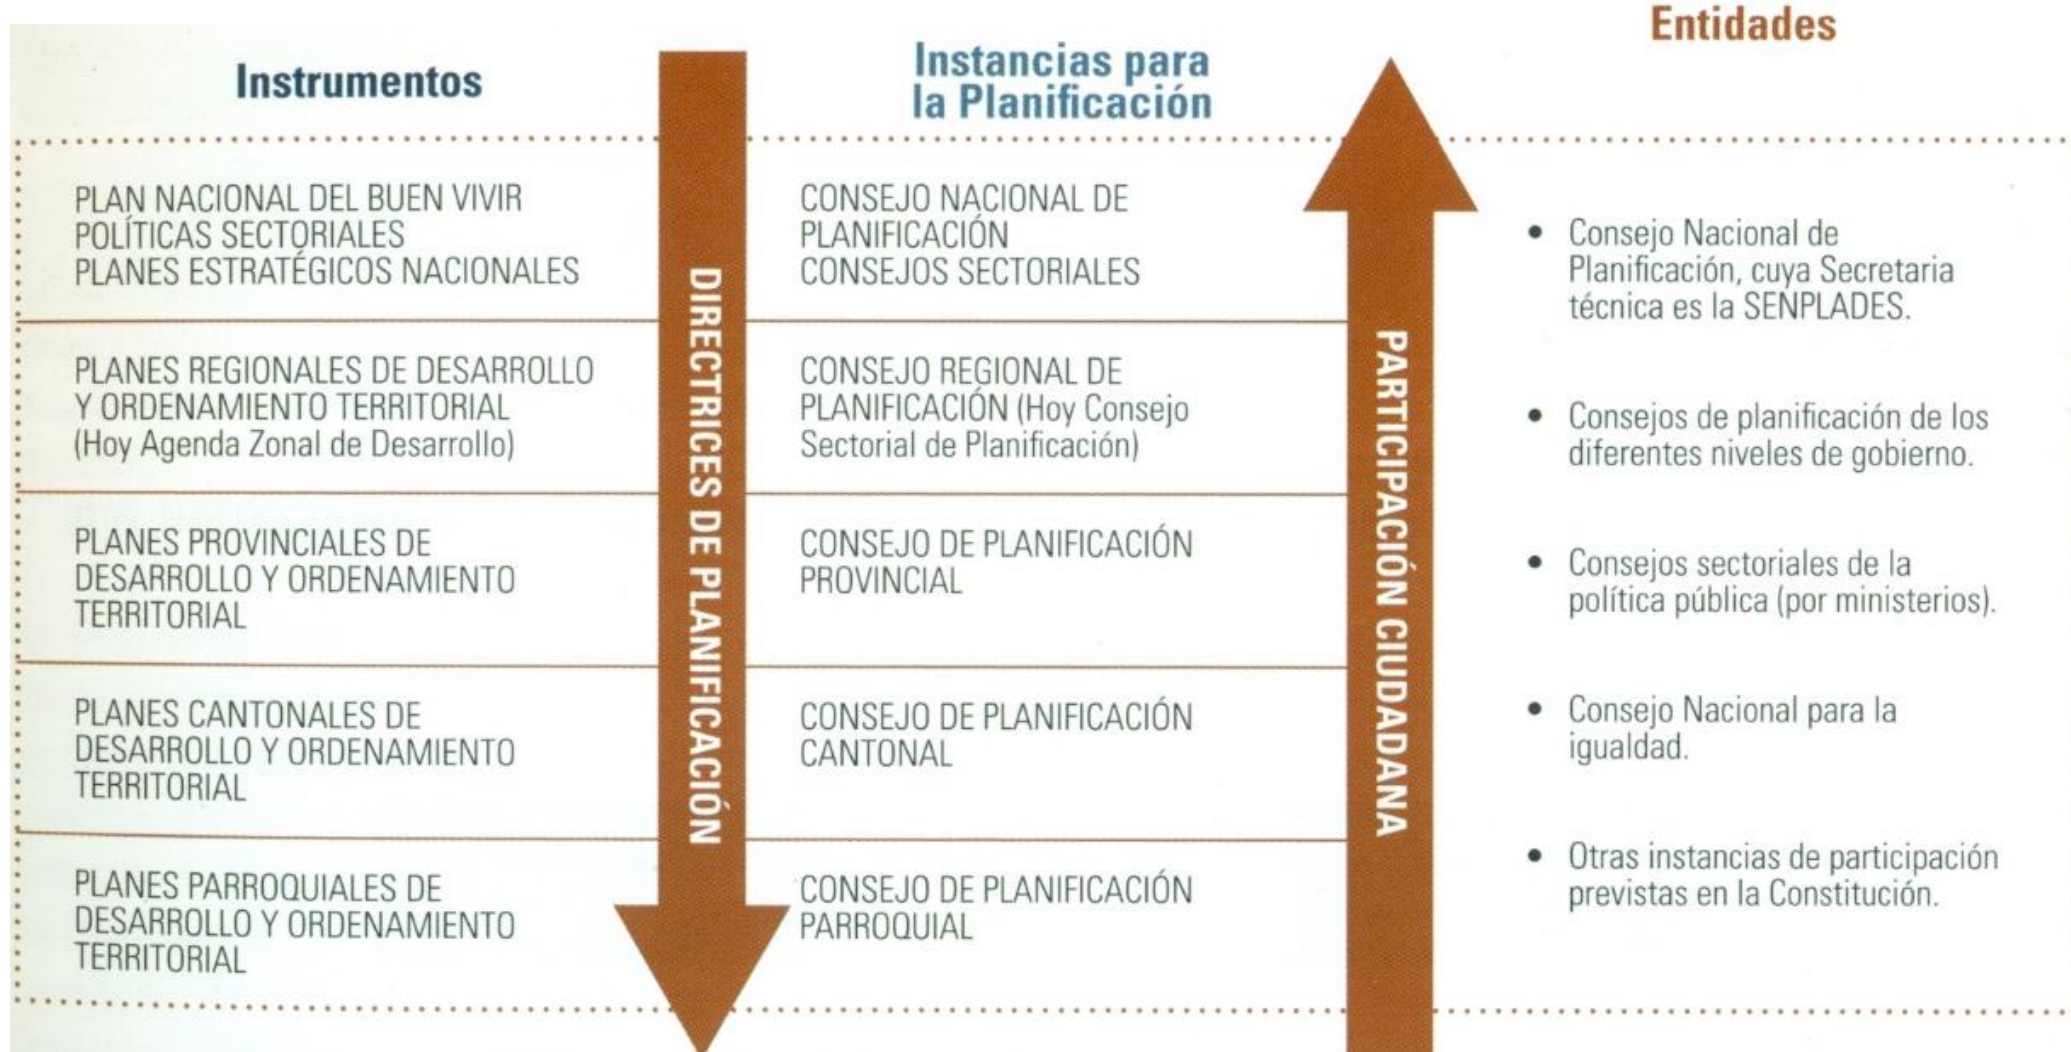 Instrumentos
PLAN NACIONAL DEL BUEN VIVIR
POLÍTICAS SECTORIALES
PLANES ESTRATÉGICOS NACIONALES
PLANES REGIONALES DE DESARROLLO
Y ORDENAMIENTO TERRITORIAL
(Hoy Agenda Zonal de Desarrollo)
PLANES PROVINCIALES DE
DESARROLLO Y ORDENAMIENTO
TERRITORIAL
PLANES CANTONALES DE
DESARROLLO Y ORDENAMIENTO
TERRITORIAL
PLANES PARROQUIALES DE
DESARROLLO Y ORDENAMIENTO
TERRITORIAL
DIRECTRICES DE PLANIFICACIÓN
Instancias para
la Planificación
CONSEJO NACIONAL DE
PLANIFICACIÓN
CONSEJOS SECTORIALES
CONSEJO REGIONAL DE
PLANIFICACIÓN (Hoy Consejo
Sectorial de Planificación)
CONSEJO DE PLANIFICACIÓN
PROVINCIAL
CONSEJO DE PLANIFICACIÓN
CANTONAL
CONSEJO DE PLANIFICACIÓN
PARROQUIAL
PARTICIPACIÓN CIUDADANA
Entidades
• Consejo Nacional de
Planificación, cuya Secretaria
técnica es la SENPLADES.
• Consejos de planificación de los
diferentes niveles de gobierno.
• Consejos sectoriales de la
política pública (por ministerios).
• Consejo Nacional para la
igualdad.
• Otras instancias de participación
previstas en la Constitución.